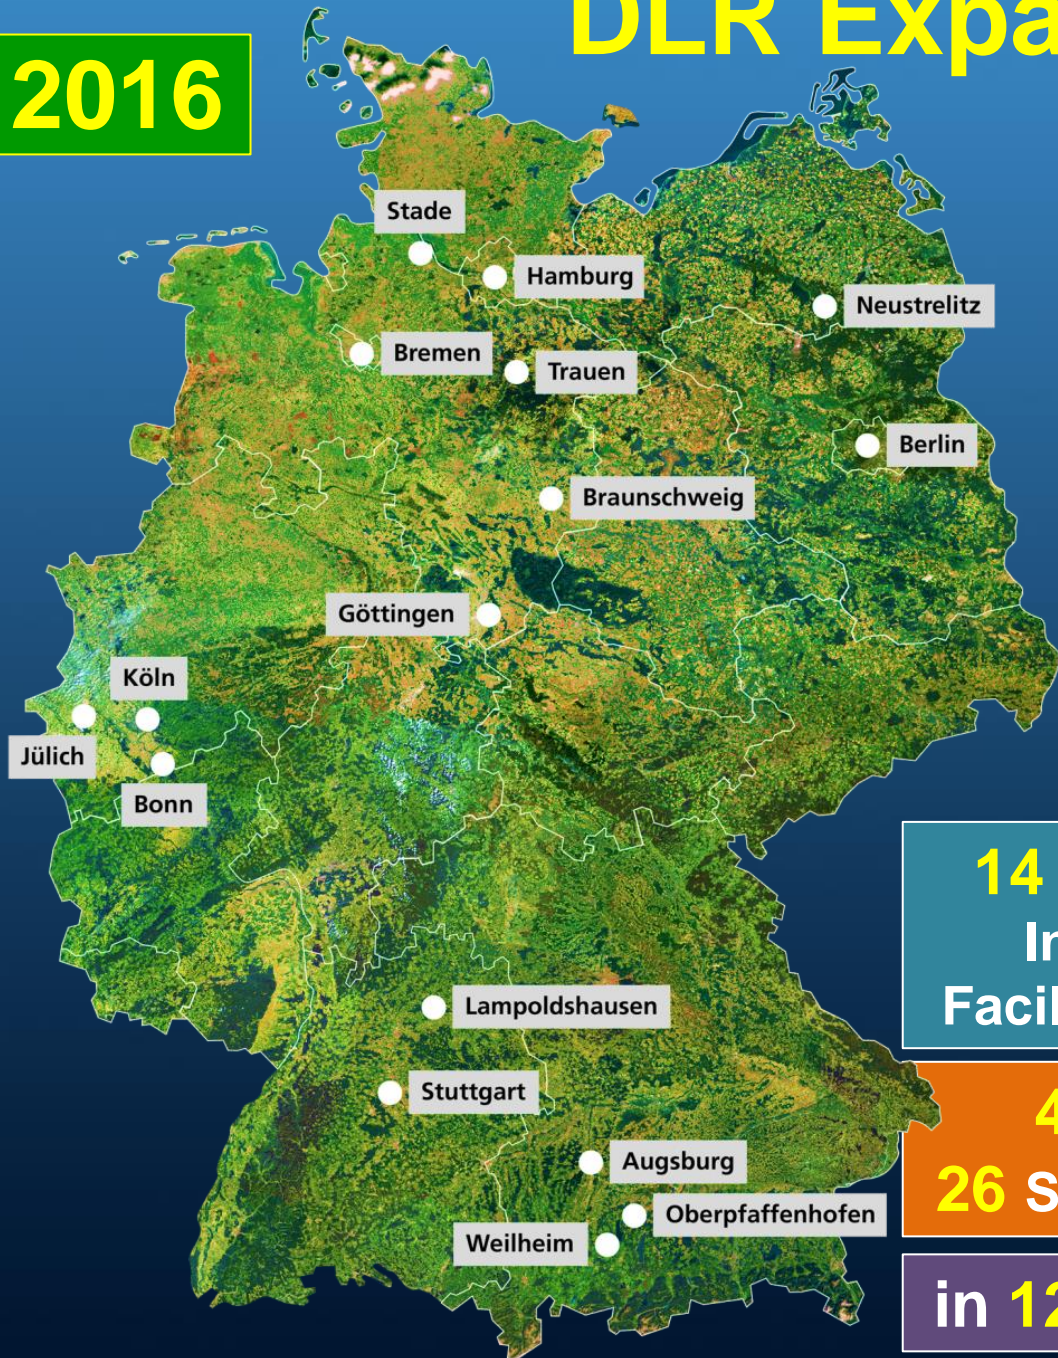 DLR Expa
2016
Stade
Hamburg
Neustrelitz
Bremen
Trauen
Berlin
Braunschweig
Göttingen
Köln
Jülich
Bonn
14
In
Facil
Lampoldshausen
4
Stuttgart
26 S
Augsburg
Oberpfaffenhofen
Weilheim
in 12